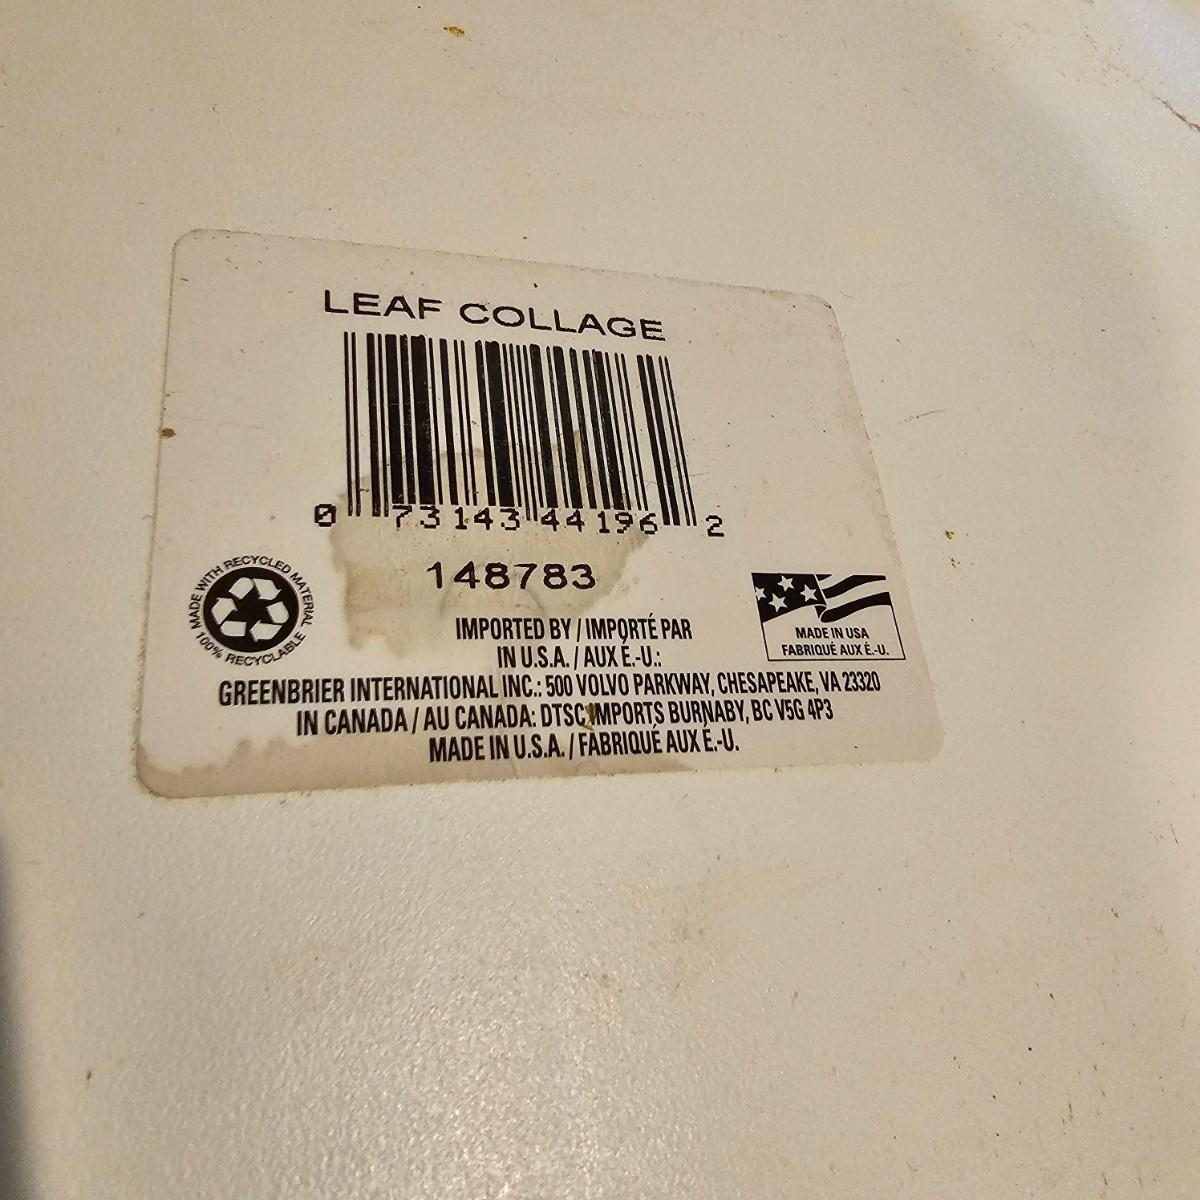 LEAF COLLAGE
0 73143 44196 2
148783
MADE WITH RECYCLED MATERIAL
100% RECYCLABLE
MADE IN USA
FABRIQUÉ AUX É.-U.
IMPORTED BY / IMPORTÉ PAR
IN U.S.A. / AUX É.-U.:
GREENBRIER INTERNATIONAL INC.: 500 VOLVO PARKWAY, CHESAPEAKE, VA 23320
IN CANADA / AU CANADA: DTSC IMPORTS BURNABY, BC V5G 4P3
MADE IN U.S.A. / FABRIQUÉ AUX É.-U.